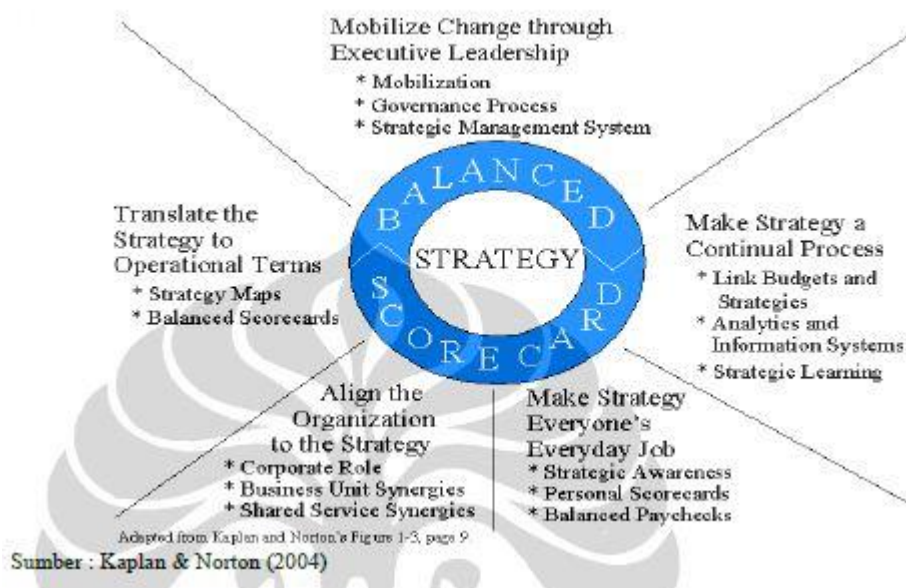 Mobilize Change through
Executive Leadership
* Mobilization
* Governance Process
* Strategic Management System
BALANCED
STRATEGY
SCORECARD
Translate the
Strategy to
Operational Terms
* Strategy Maps
* Balanced Scorecards
Make Strategy a
Continual Process
* Link Budgets and
Strategies
* Analytics and
Information Systems
* Strategic Learning
Align the
Organization
to the Strategy
* Corporate Role
* Business Unit Synergies
* Shared Service Synergies
Make Strategy
Everyone's
Everyday Job
* Strategic Awareness
* Personal Scorecards
* Balanced Paychecks
Adapted from Kaplan and Norton's Figure 1-3, page 9
Sumber : Kaplan & Norton (2004)